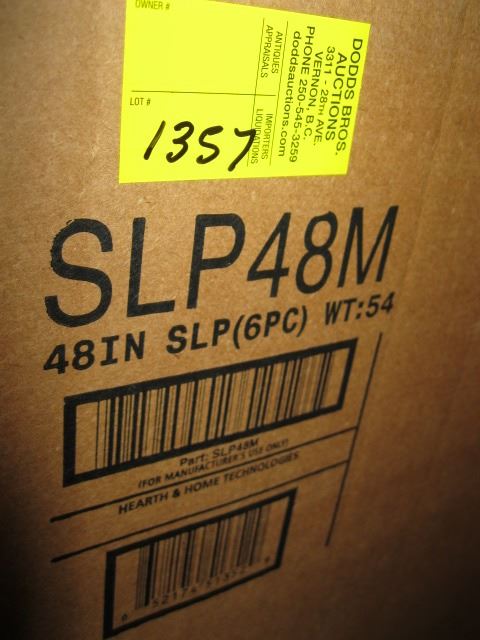 OWNER #
DODDS BROS.
AUCTIONS
3311 - 28TH AVE.
VERNON, B.C.
PHONE 250-545-3259
doddsauctions.com
ANTIQUES
APPRAISALS
IMPORTERS
LIQUIDATIONS
LOT #
1357
SLP48M
48IN SLP(6PC) WT:54
Part: SLP48M
(FOR MANUFACTURER'S USE ONLY)
HEARTH & HOME TECHNOLOGIES